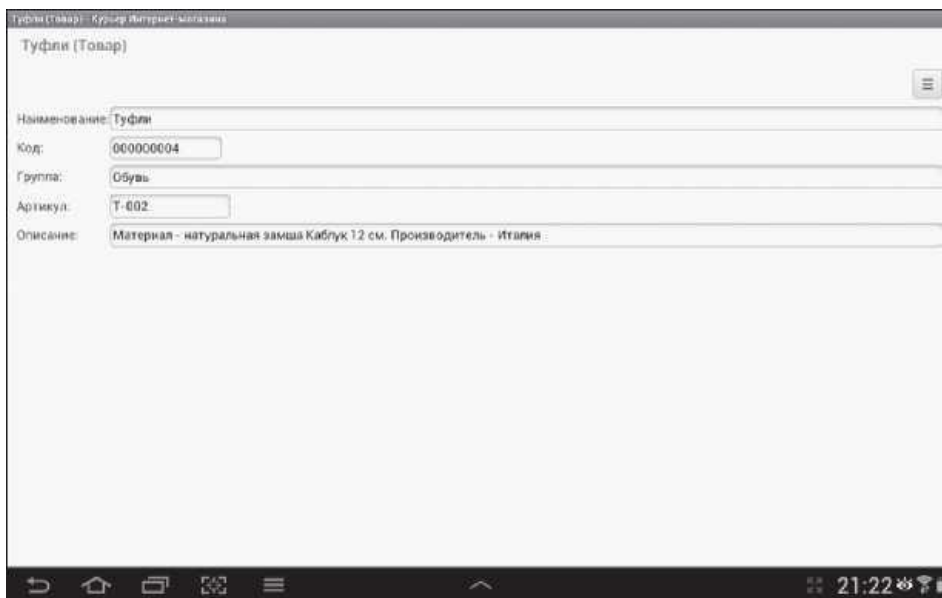 Туфли (Товар) - Курьер Интернет-магазина
Туфли (Товар)
Наименование: Туфли
Код: 000000004
Группа: Обувь
Артикул: Т-002
Описание: Материал - натуральная замша Каблук 12 см. Производитель - Италия
21:22